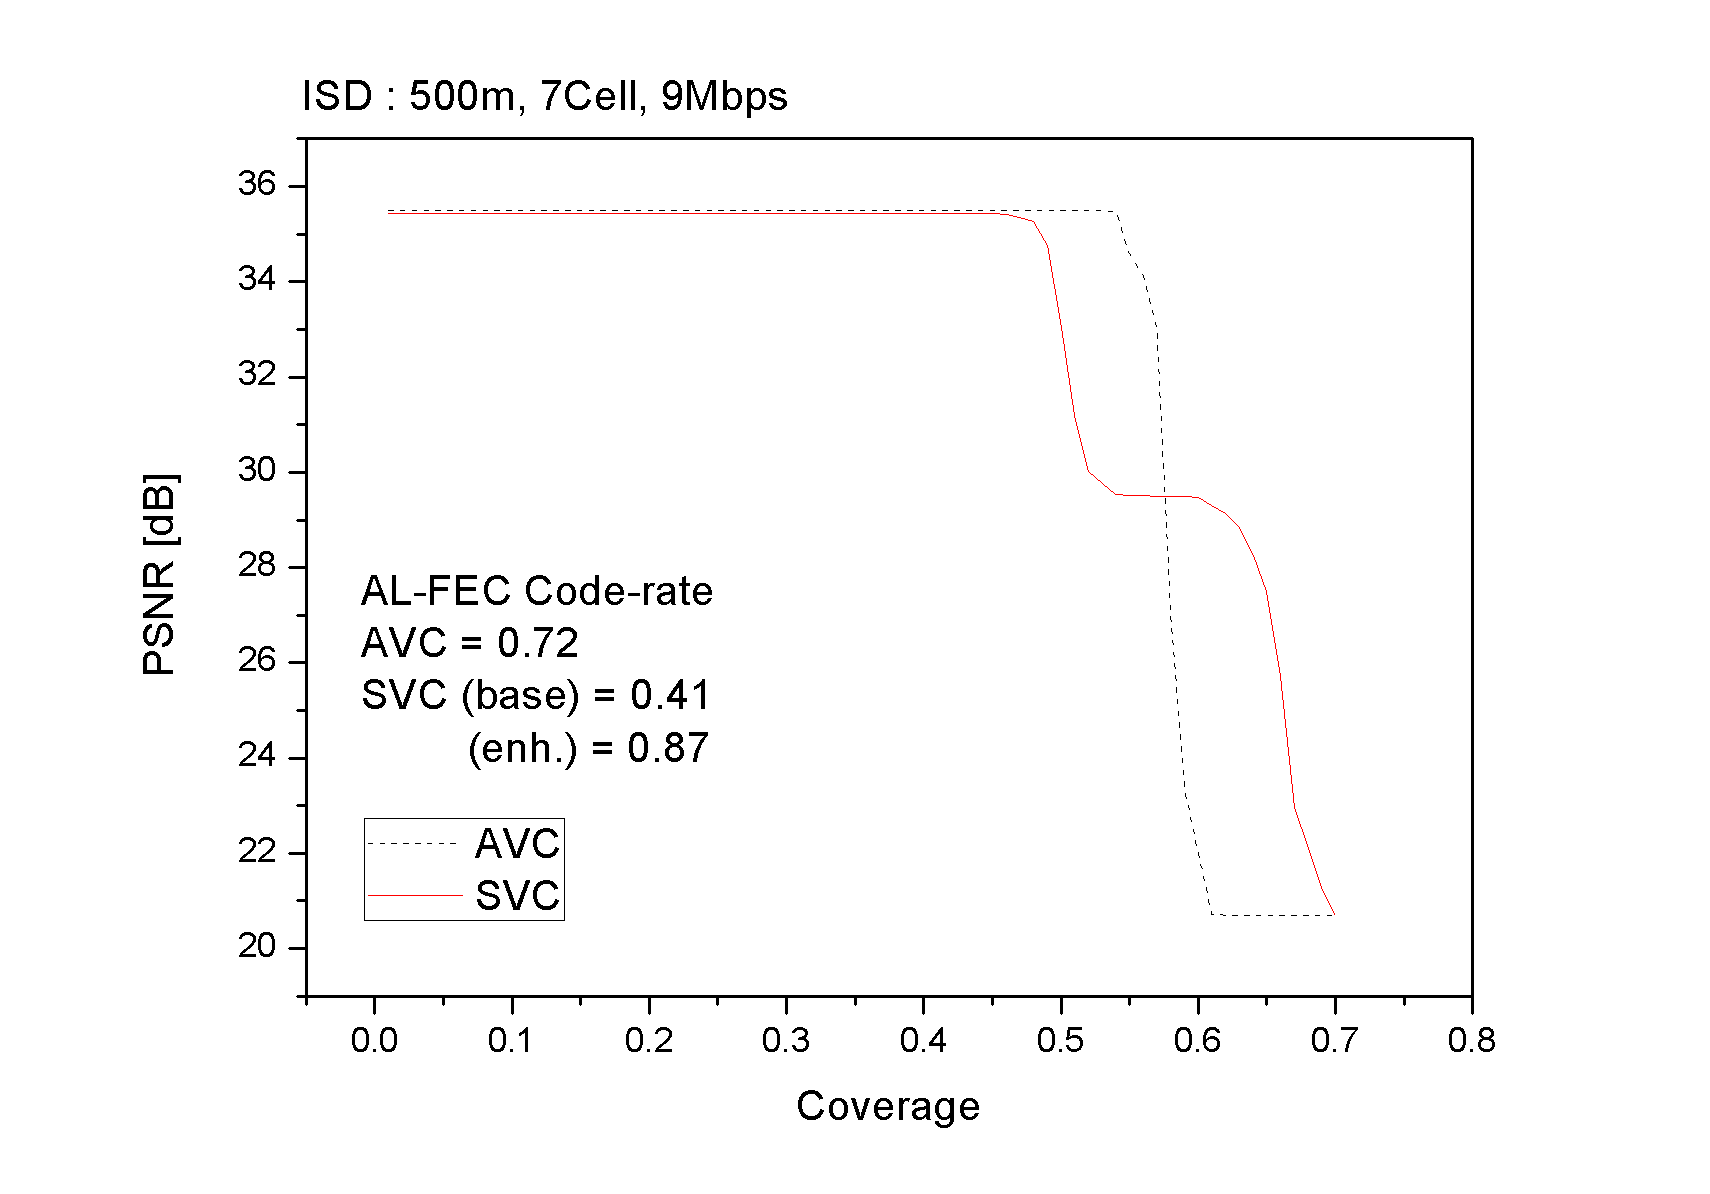 ISD : 500m, 7Cell, 9Mbps
36
34
32
30
28
26
24
22
20
PSNR [dB]
AL-FEC Code-rate
AVC = 0.72
SVC (base) = 0.41
(enh.) = 0.87
AVC
SVC
0.0 0.1 0.2 0.3 0.4 0.5 0.6 0.7 0.8
Coverage